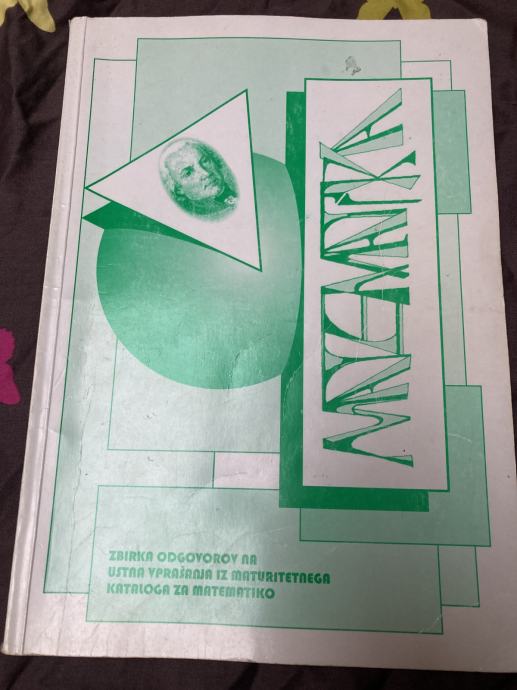 MATEMATIKA
ZBIRKA ODGOVOROV NA
USTNA VPRAŠANJA IZ MATURITETNEGA
KATALOGA ZA MATEMATIKO